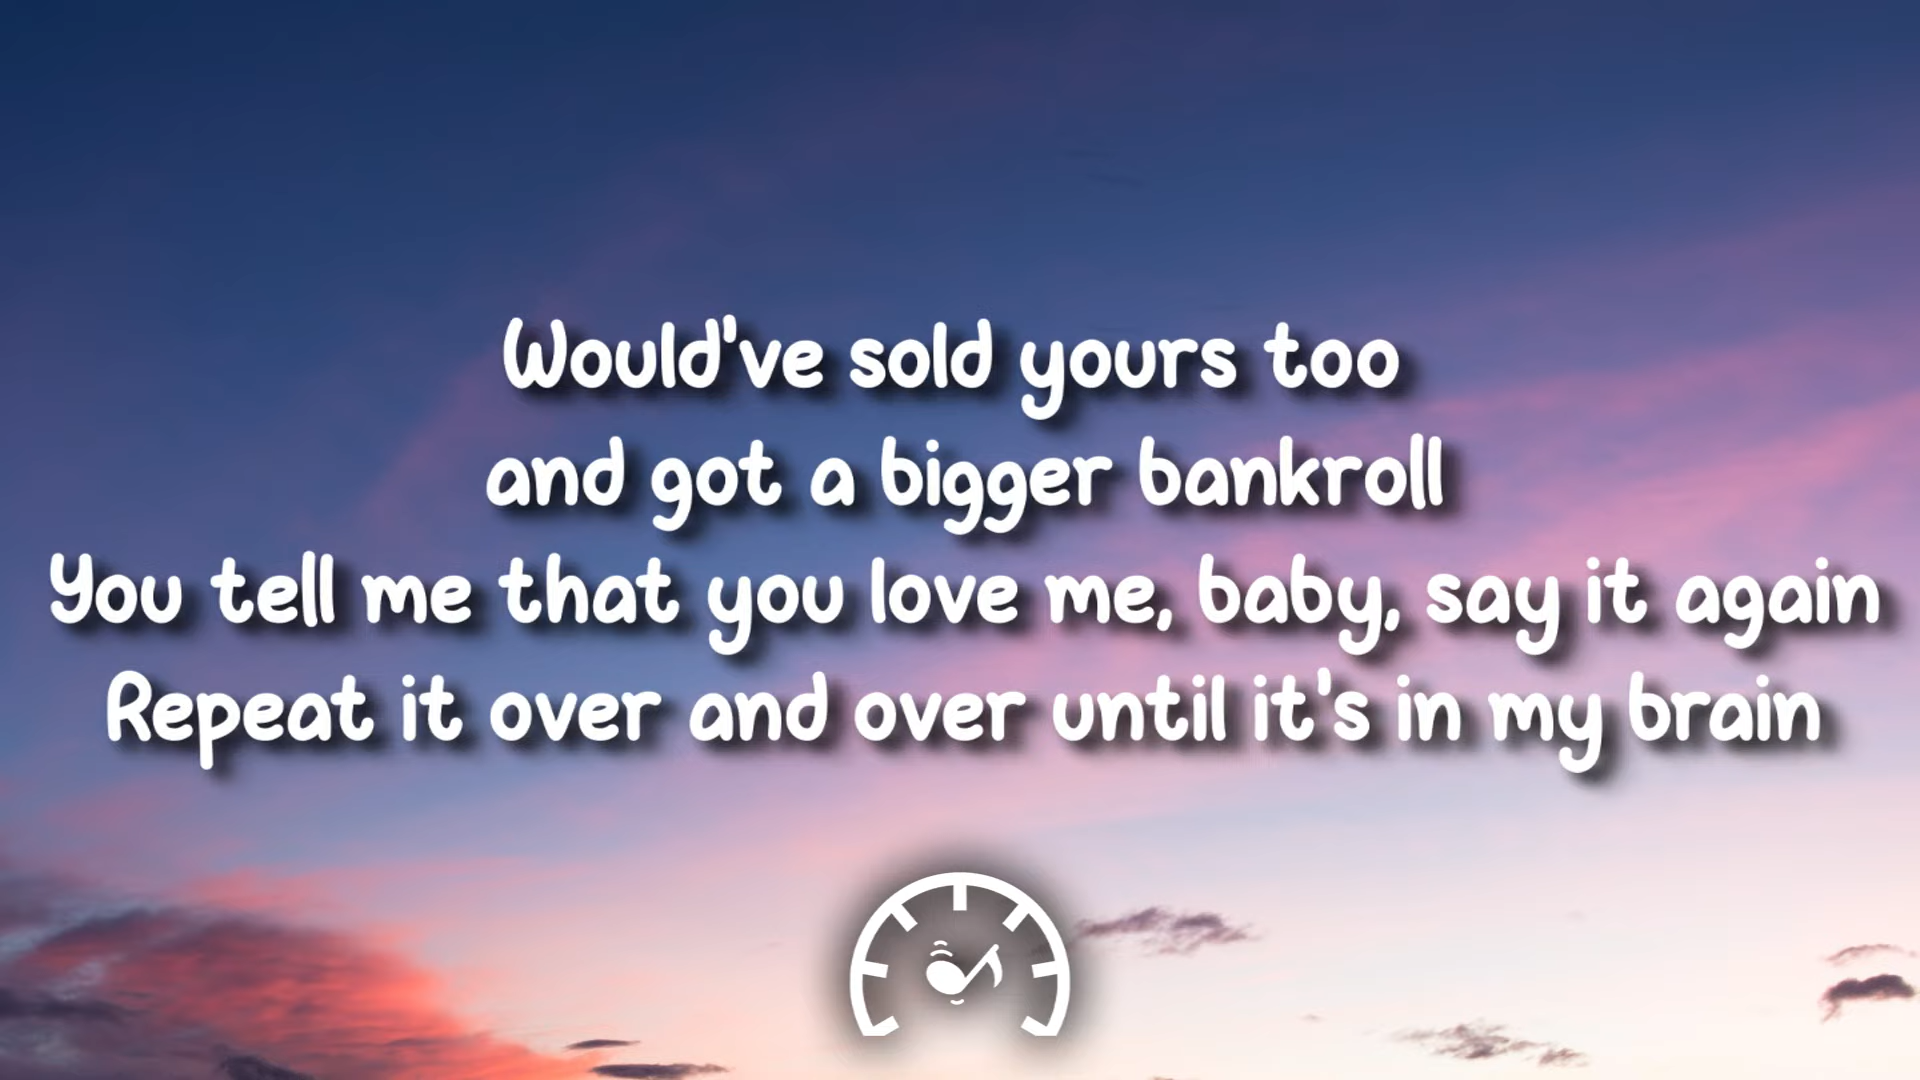 Would've sold yours too
and got a bigger bankroll
You tell me that you love me, baby, say it again
Repeat it over and over until it's in my brain